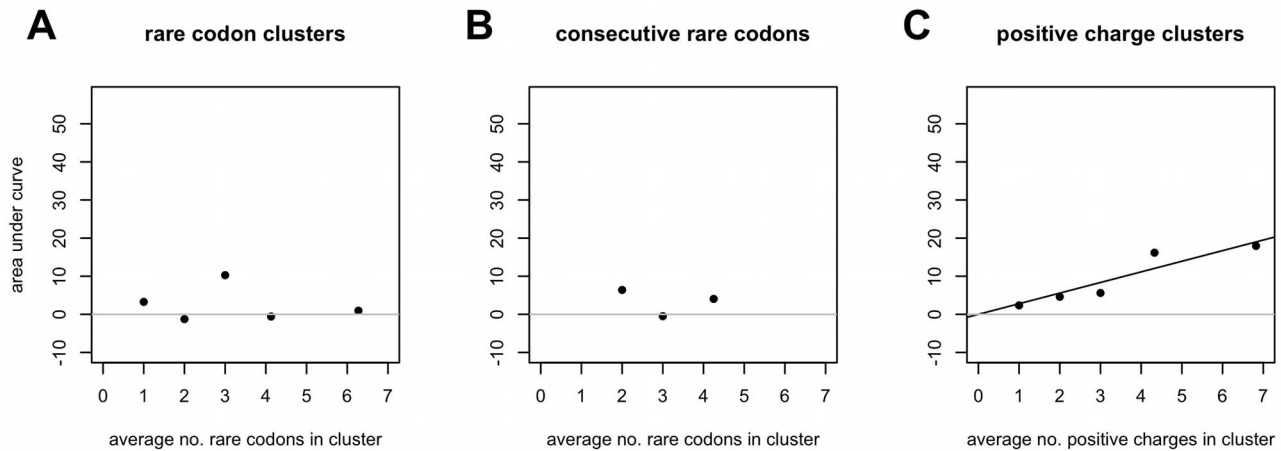 A
rare codon clusters
area under curve
50
40
30
20
10
0
-10
0 1 2 3 4 5 6 7
average no. rare codons in cluster
B
consecutive rare codons
50
40
30
20
10
0
-10
0 1 2 3 4 5 6 7
average no. rare codons in cluster
C
positive charge clusters
50
40
30
20
10
0
-10
0 1 2 3 4 5 6 7
average no. positive charges in cluster